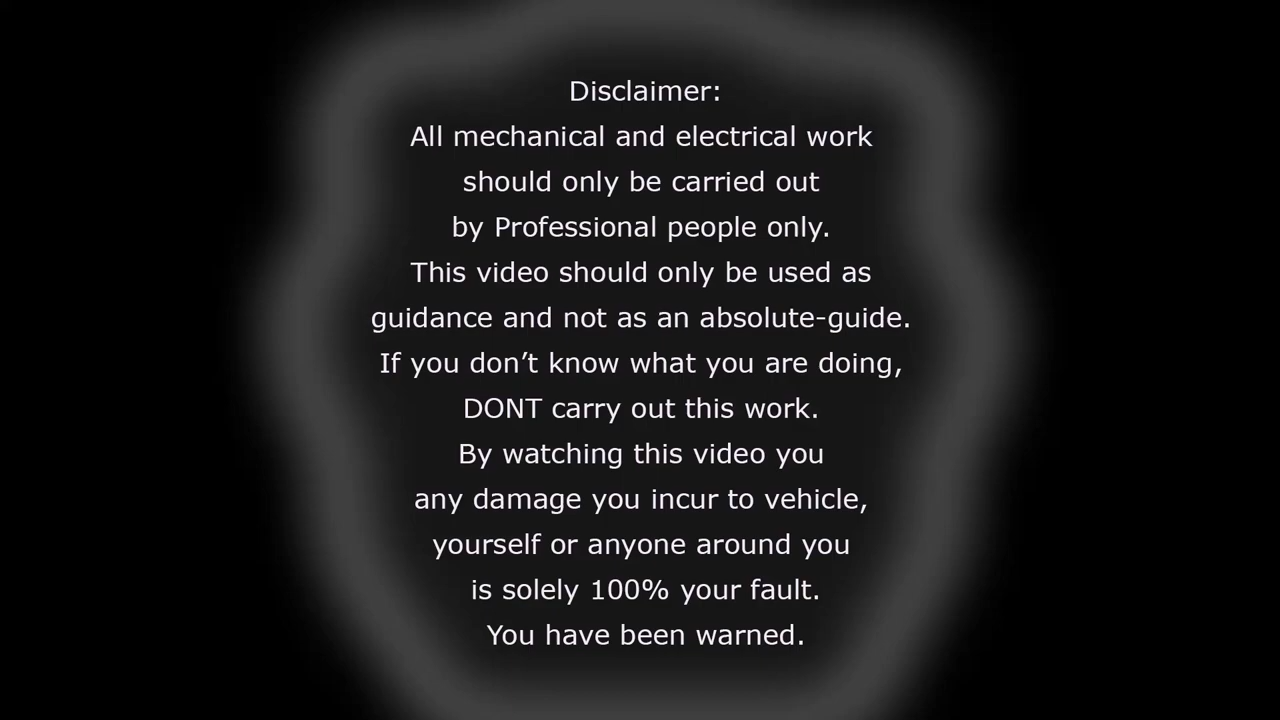 Disclaimer:
All mechanical and electrical work
should only be carried out
by Professional people only.
This video should only be used as
guidance and not as an absolute-guide.
If you don’t know what you are doing,
DONT carry out this work.
By watching this video you
any damage you incur to vehicle,
yourself or anyone around you
is solely 100% your fault.
You have been warned.